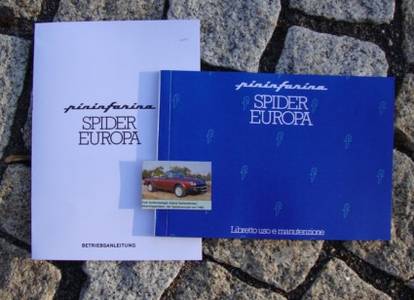 pininfarina
SPIDER
EUROPA
BETRIEBSANLEITUNG
pininfarina
SPIDER
EUROPA
Libretto uso e manutenzione